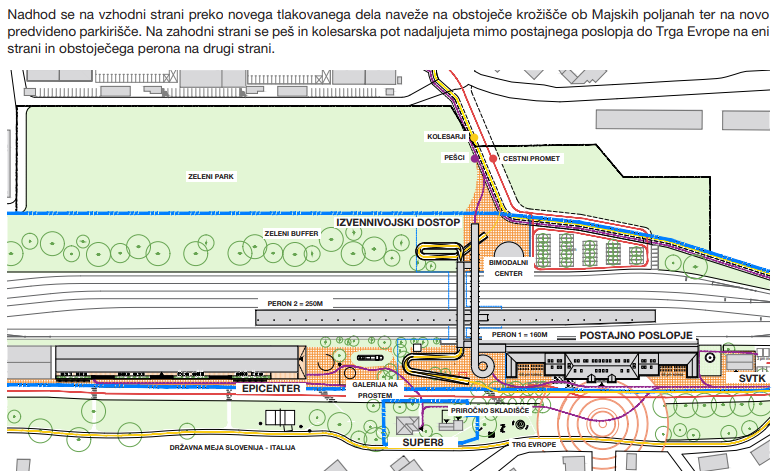 Nadhod se na vzhodni strani preko novega tlakovanega dela naveže na obstoječe krožišče ob Majskih poljanah ter na novo
predvideno parkirišče. Na zahodni strani se peš in kolesarska pot nadaljujeta mimo postajnega poslopja do Trga Evrope na eni
strani in obstoječega perona na drugi strani.
KOLESARJI
PEŠCI
CESTNI PROMET
ZELENI PARK
IZVENNIVOJSKI DOSTOP
ZELENI BUFFER
BIMODALNI
CENTER
PERON 2 = 250M
PERON 1 = 160M
POSTAJNO POSLOPJE
EPICENTER
GALERIJA NA
PROSTEM
SVTK
PRIROČNO SKLADIŠČE
SUPER8
TRG EVROPE
DRŽAVNA MEJA SLOVENIJA - ITALIJA